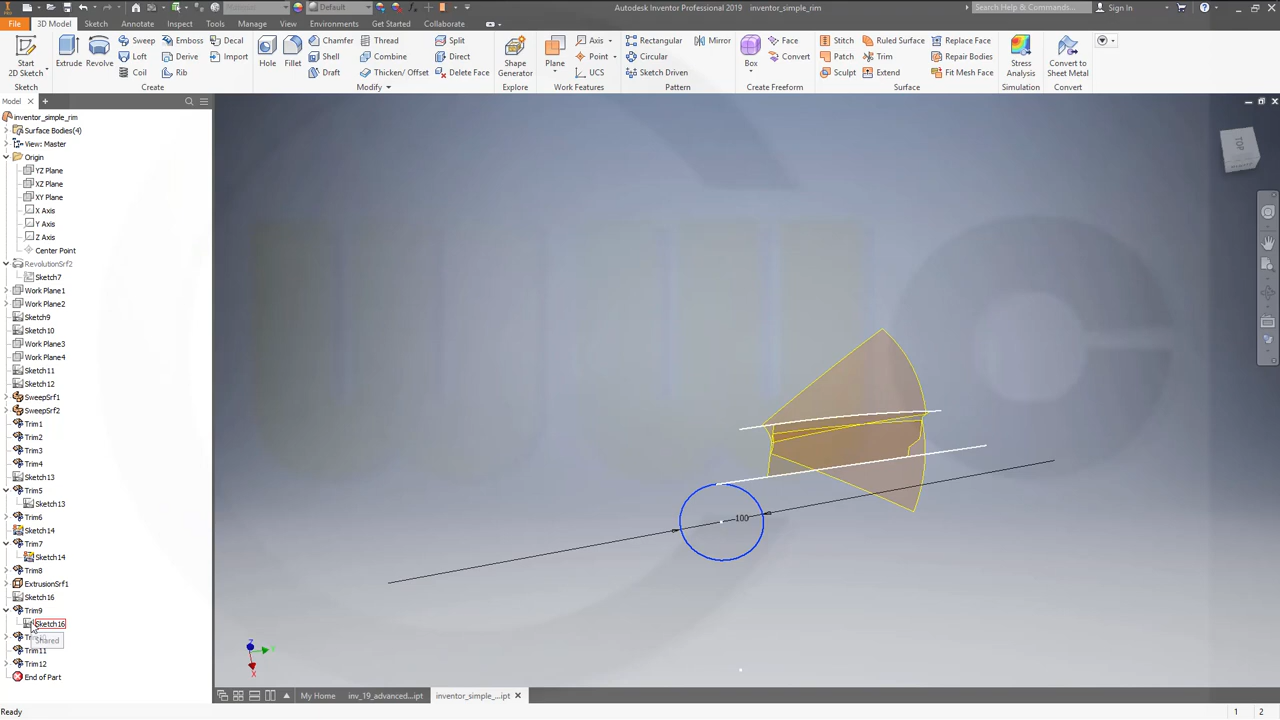 Autodesk Inventor Professional 2019 inventor_simple_rim
Search Help & Commands...
Sign In
File 3D Model Sketch Annotate Inspect Tools Manage View Environments Get Started Collaborate
Default
Start
2D Sketch
Extrude
Revolve
Sweep
Loft
Coil
Emboss
Derive
Rib
Decal
Import
Hole
Fillet
Chamfer
Shell
Draft
Thread
Combine
Thicken/ Offset
Split
Direct
Delete Face
Shape
Generator
Plane
Axis
Point
UCS
Rectangular
Circular
Sketch Driven
Mirror
Box
Face
Convert
Stitch
Patch
Sculpt
Ruled Surface
Trim
Extend
Replace Face
Repair Bodies
Fit Mesh Face
Stress
Analysis
Convert to
Sheet Metal
Sketch Create Modify Explore Work Features Pattern Create Freeform Surface Simulation Convert
Model
inventor_simple_rim
Surface Bodies(4)
View: Master
Origin
YZ Plane
XZ Plane
XY Plane
X Axis
Y Axis
Z Axis
Center Point
RevolutionSrf2
Sketch7
Work Plane1
Work Plane2
Sketch9
Sketch10
Work Plane3
Work Plane4
Sketch11
Sketch12
SweepSrf1
SweepSrf2
Trim1
Trim2
Trim3
Trim4
Sketch13
Trim5
Sketch13
Trim6
Sketch14
Trim7
Sketch14
Trim8
ExtrusionSrf1
Sketch16
Trim9
Sketch16
Shared
Trim11
Trim12
End of Part
TOP
100
Z
Y
X
My Home inv_19_advanced...ipt inventor_simple_...ipt
Ready
1 2